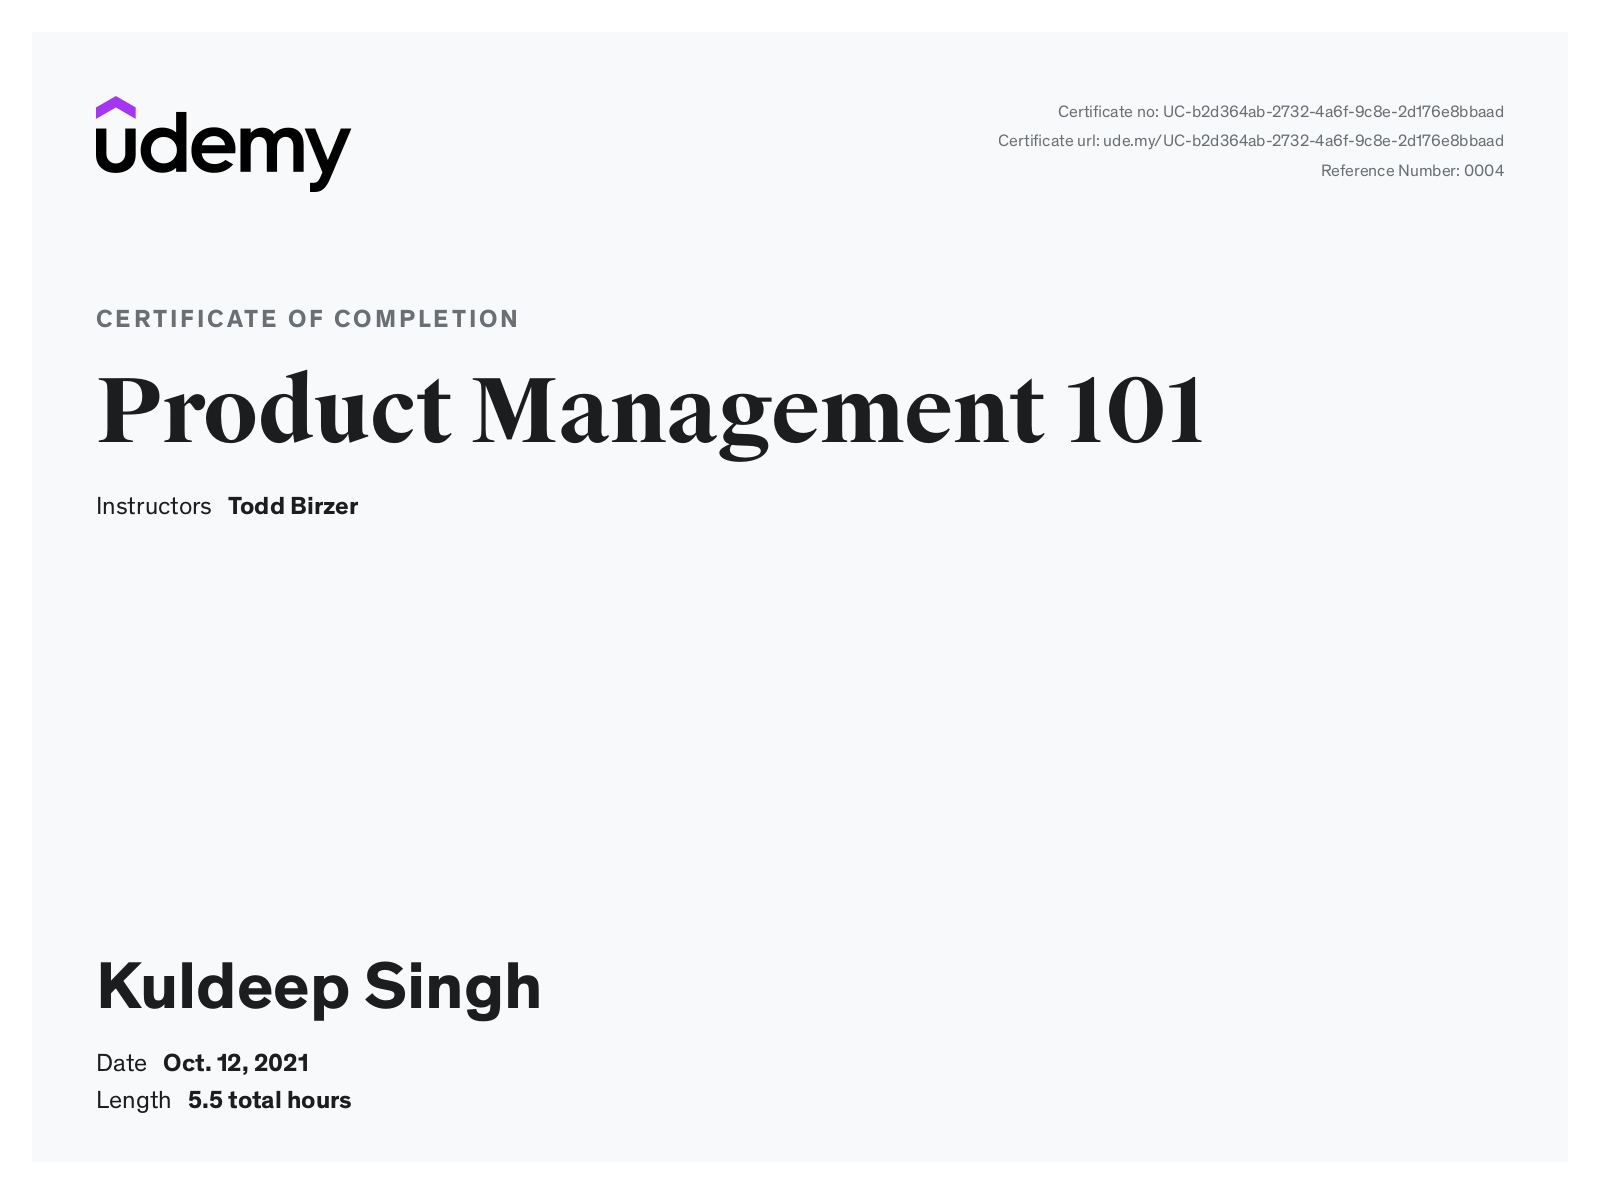 udemy
Certificate no: UC-b2d364ab-2732-4a6f-9c8e-2d176e8bbaad
Certificate url: ude.my/UC-b2d364ab-2732-4a6f-9c8e-2d176e8bbaad
Reference Number: 0004
CERTIFICATE OF COMPLETION
Product Management 101
Instructors Todd Birzer
Kuldeep Singh
Date Oct. 12, 2021
Length 5.5 total hours